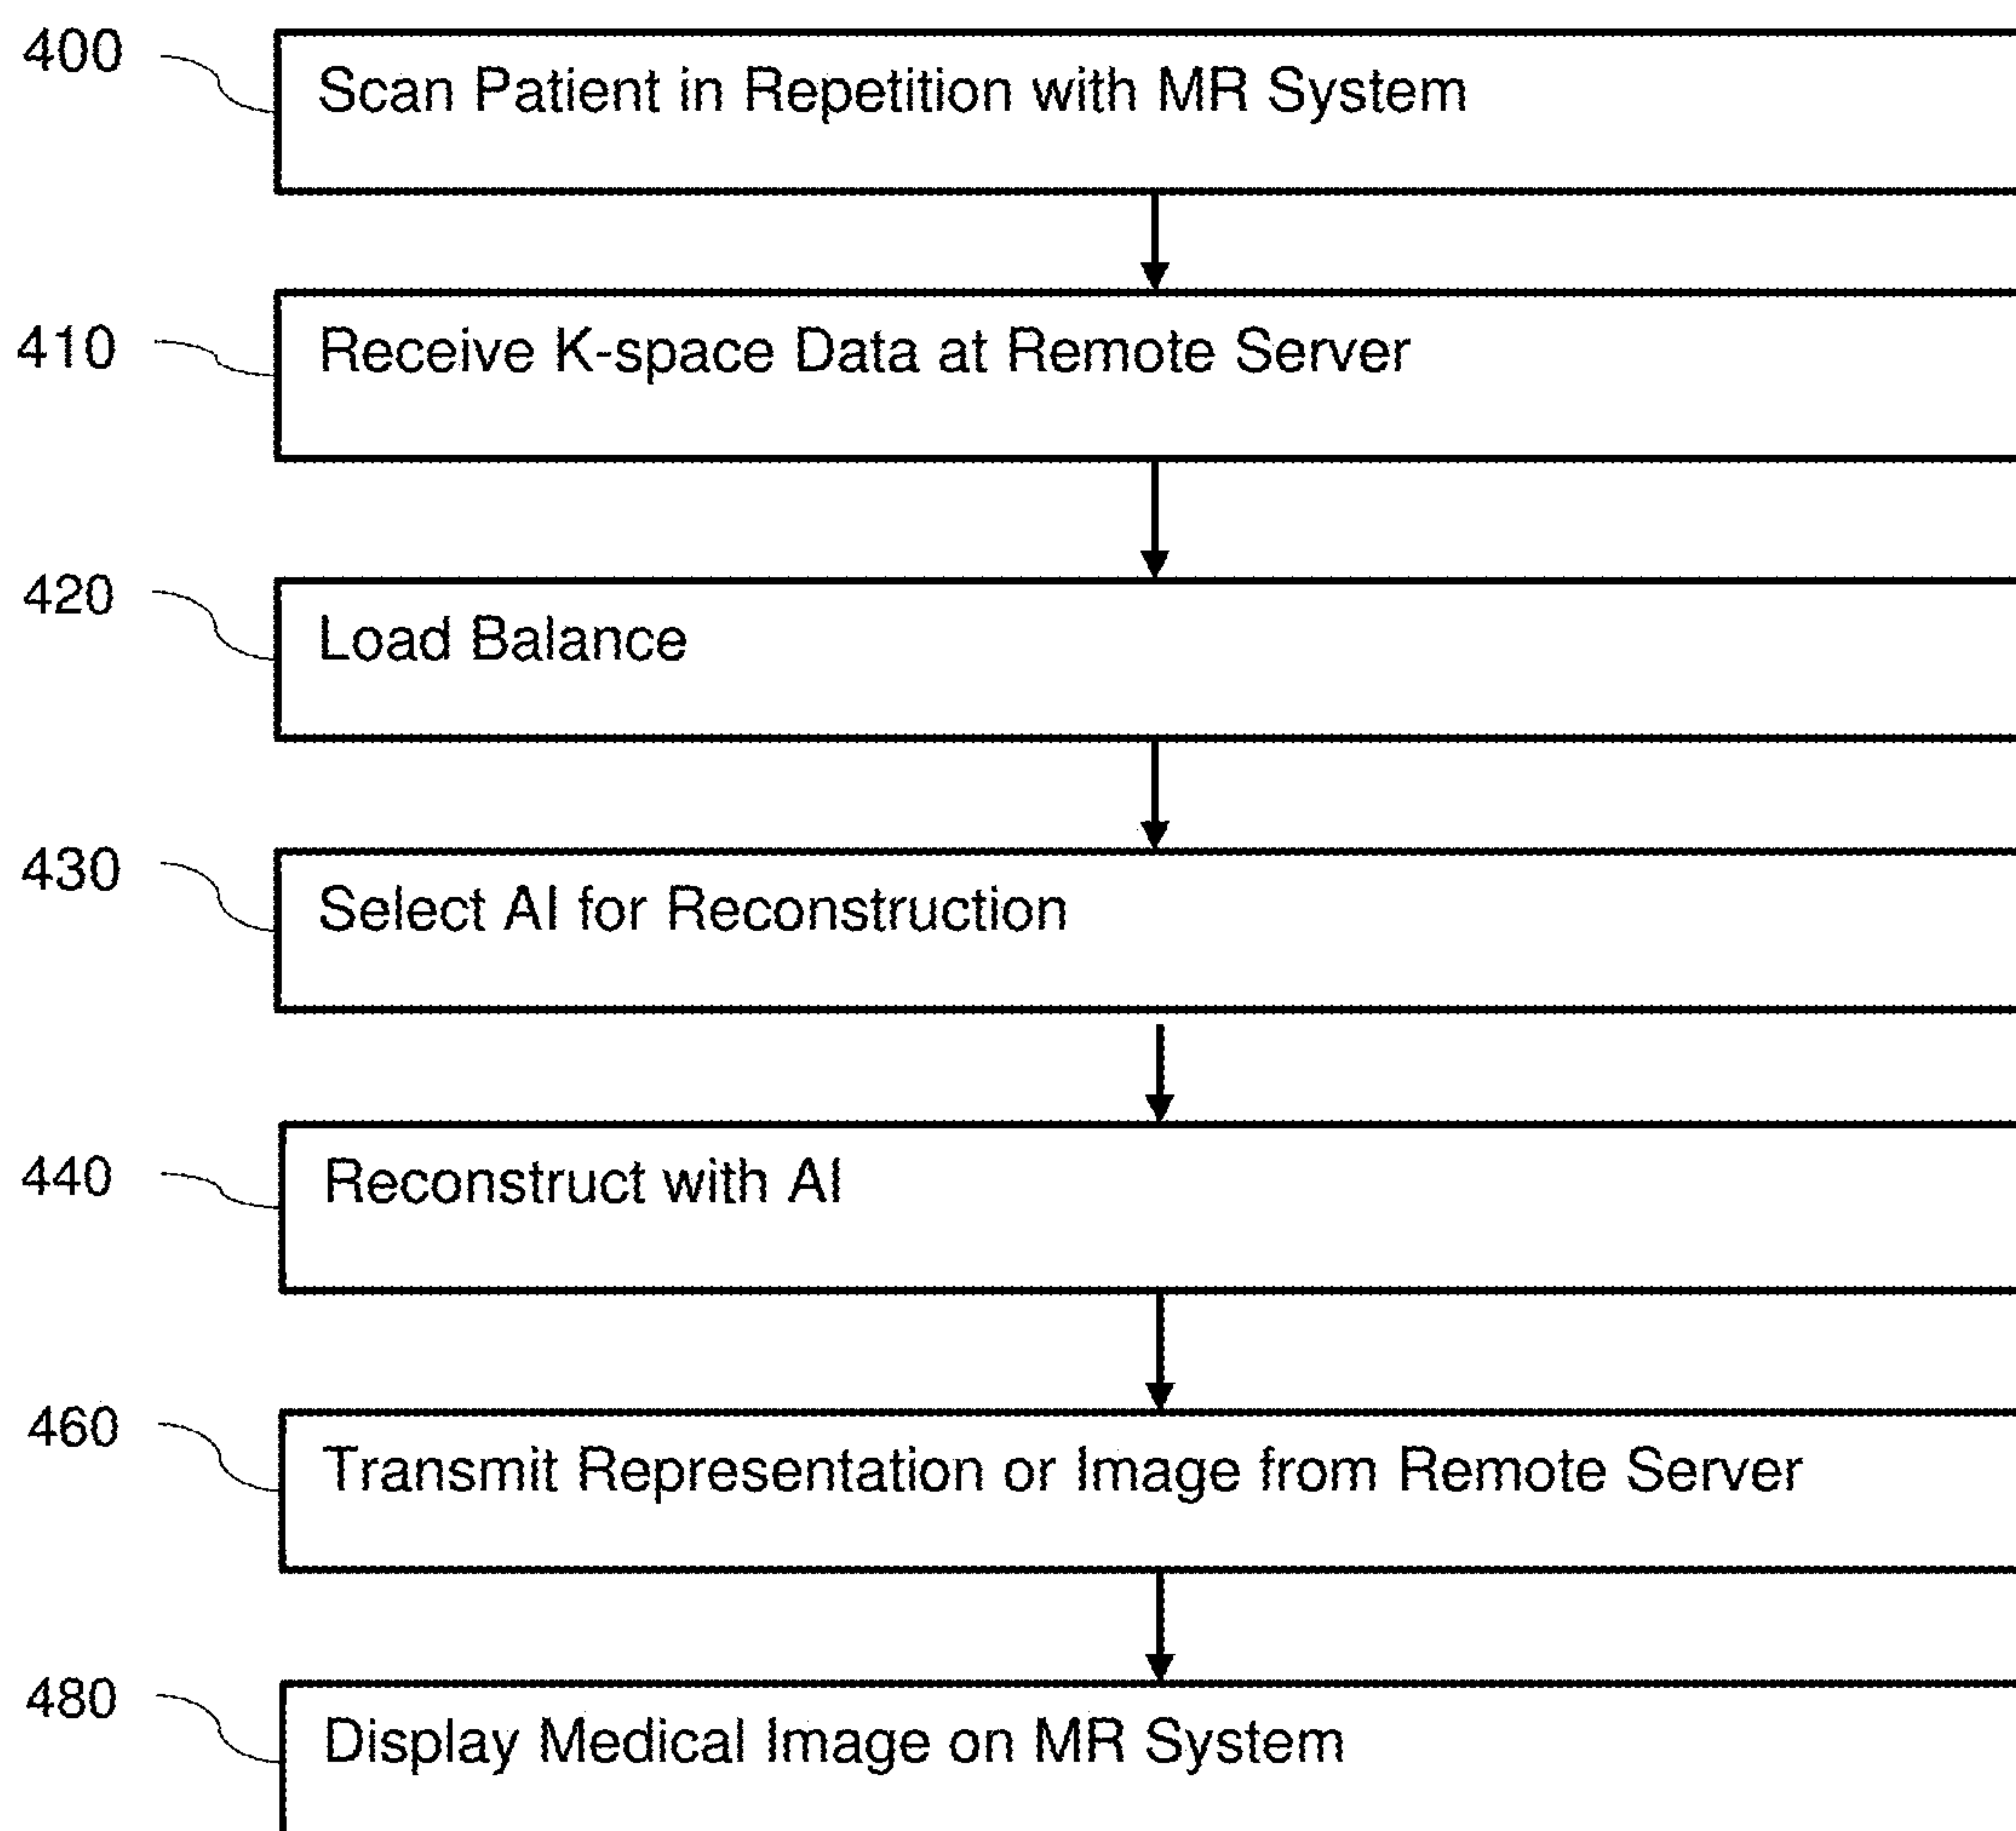 400 Scan Patient in Repetition with MR System
410 Receive K-space Data at Remote Server
420 Load Balance
430 Select AI for Reconstruction
440 Reconstruct with AI
460 Transmit Representation or Image from Remote Server
480 Display Medical Image on MR System